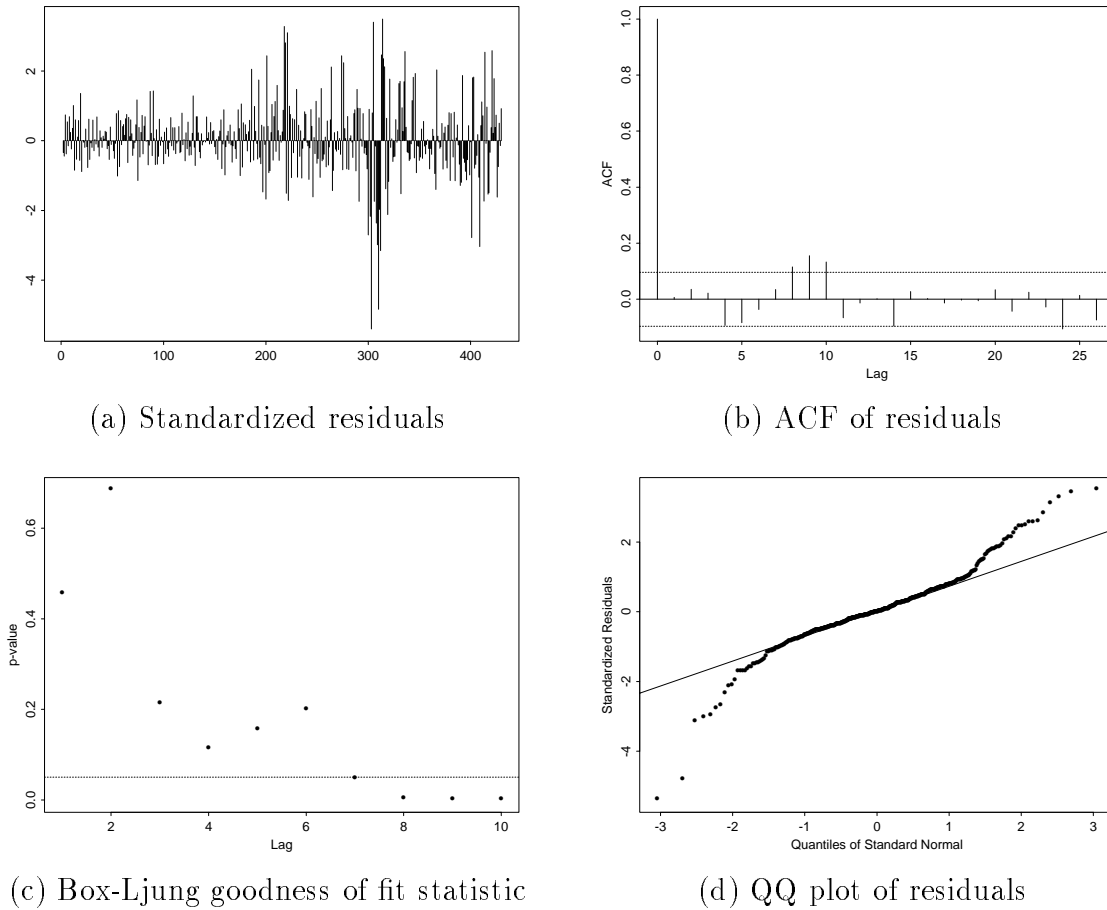 2
0
-2
-4
0 100 200 300 400
(a) Standardized residuals
1.0
0.8
0.6
0.4
0.2
0.0
ACF
0 5 10 15 20 25
Lag
(b) ACF of residuals
0.6
0.4
0.2
0.0
p-value
2 4 6 8 10
Lag
(c) Box-Ljung goodness of fit statistic
2
0
-2
-4
Standardized Residuals
-3 -2 -1 0 1 2 3
Quantiles of Standard Normal
(d) QQ plot of residuals